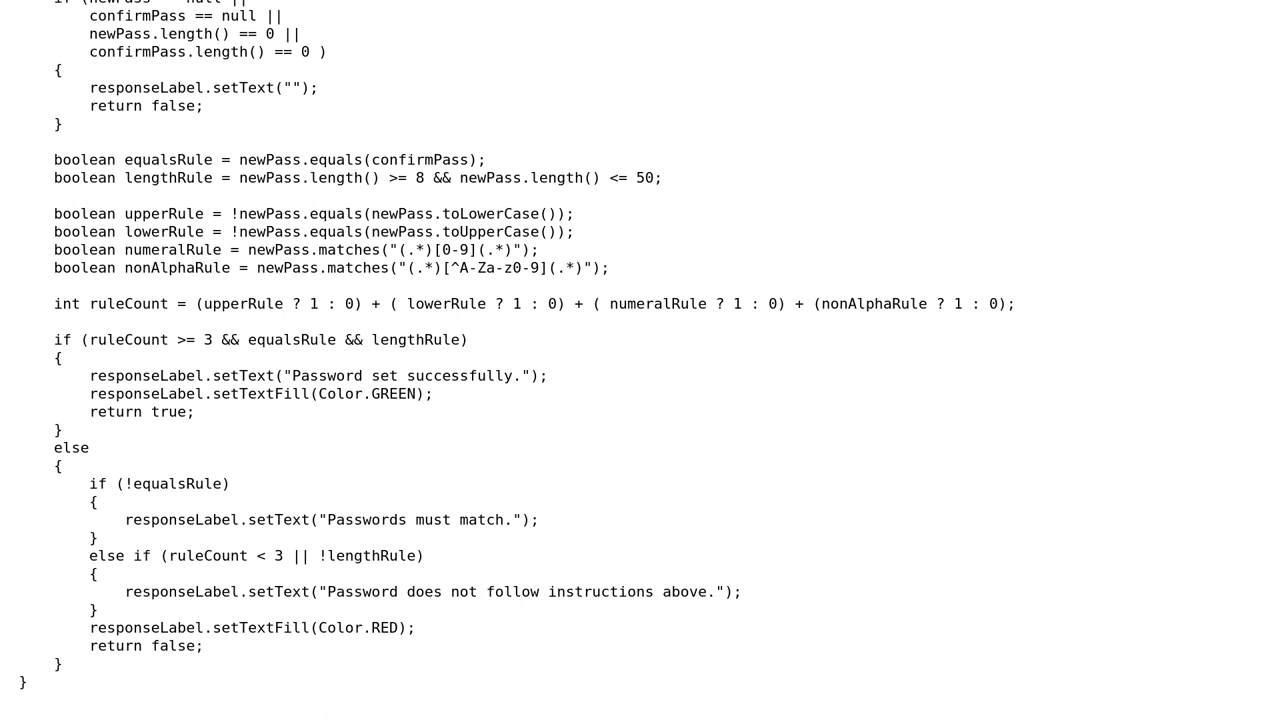 if (newPass == null ||
confirmPass == null ||
newPass.length() == 0 ||
confirmPass.length() == 0 )
{
responseLabel.setText("");
return false;
}
boolean equalsRule = newPass.equals(confirmPass);
boolean lengthRule = newPass.length() >= 8 && newPass.length() <= 50;
boolean upperRule = !newPass.equals(newPass.toLowerCase());
boolean lowerRule = !newPass.equals(newPass.toUpperCase());
boolean numeralRule = newPass.matches("(.*)[0-9](.*)");
boolean nonAlphaRule = newPass.matches("(.*)[^A-Za-z0-9](.*)");
int ruleCount = (upperRule ? 1 : 0) + ( lowerRule ? 1 : 0) + ( numeralRule ? 1 : 0) + (nonAlphaRule ? 1 : 0);
if (ruleCount >= 3 && equalsRule && lengthRule)
{
responseLabel.setText("Password set successfully.");
responseLabel.setTextFill(Color.GREEN);
return true;
}
else
{
if (!equalsRule)
{
responseLabel.setText("Passwords must match.");
}
else if (ruleCount < 3 || !lengthRule)
{
responseLabel.setText("Password does not follow instructions above.");
}
responseLabel.setTextFill(Color.RED);
return false;
}
}